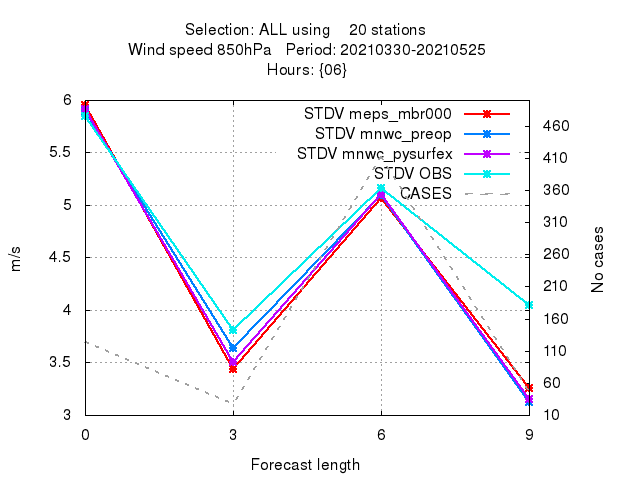 Selection: ALL using 20 stations
Wind speed 850hPa Period: 20210330-20210525
Hours: {06}
STDV meps_mbr000
STDV mnwc_preop
STDV mnwc_pysurfex
STDV OBS
CASES
6
5.5
5
4.5
4
3.5
3
m/s
460
410
360
310
260
210
160
110
60
10
No cases
0 3 6 9
Forecast length